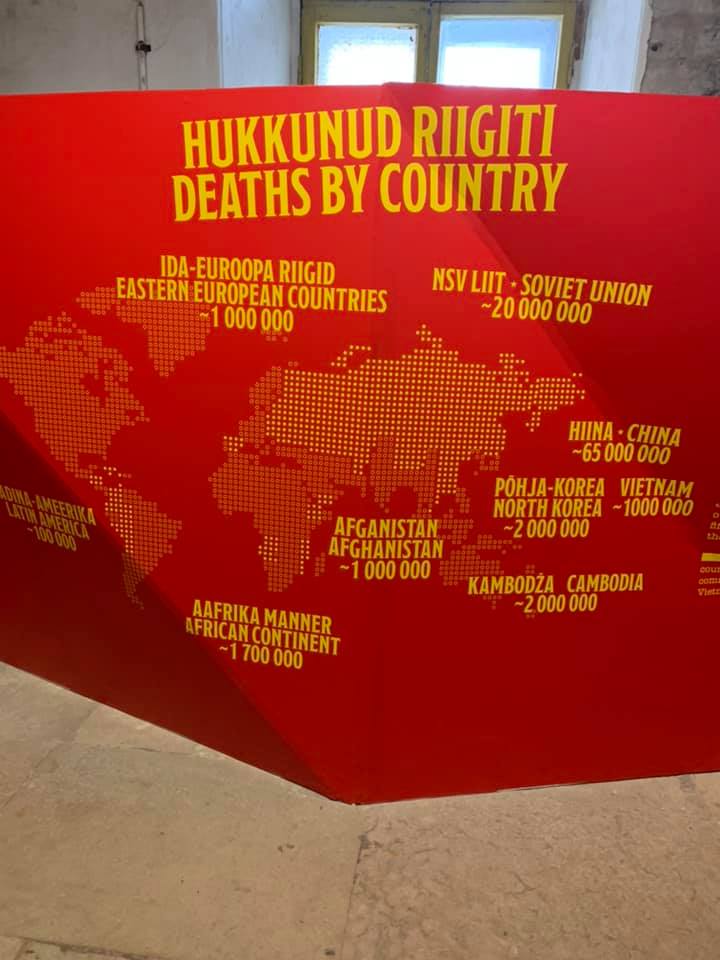 HUKKUNUD RIIGITI
DEATHS BY COUNTRY
IDA-EUROOPA RIIGID
EASTERN EUROPEAN COUNTRIES
~1 000 000
NSV LIIT • SOVIET UNION
~20 000 000
HIINA • CHINA
~65 000 000
PÕHJA-KOREA
NORTH KOREA
~2 000 000
VIETNAM
~1000 000
ADINA-AMEERIKA
LATIN AMERICA
~100 000
AFGANISTAN
AFGHANISTAN
~1 000 000
KAMBODŽA CAMBODIA
~2 000 000
AAFRIKA MANNER
AFRICAN CONTINENT
~1 700 000
cour
com
Vietn